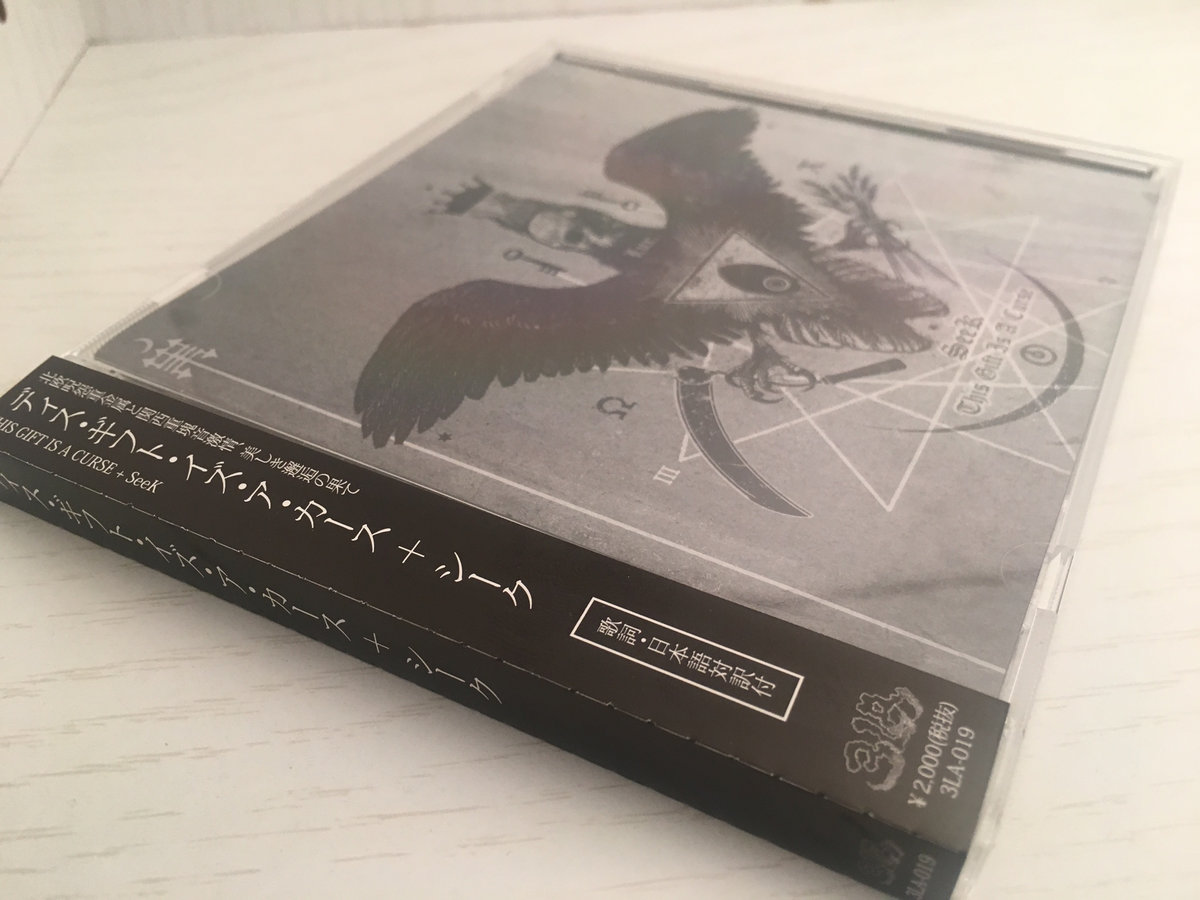 Seek
This Gift Is A Curse
Ω
III
ディス・ギフト・イズ・ア・カース + シーク
THIS GIFT IS A CURSE + SeeK
歌詞・日本語対訳付
3LA
¥2,000(税抜)
3LA-019
ディス・ギフト・イズ・ア・カース + シーク
3LA-019